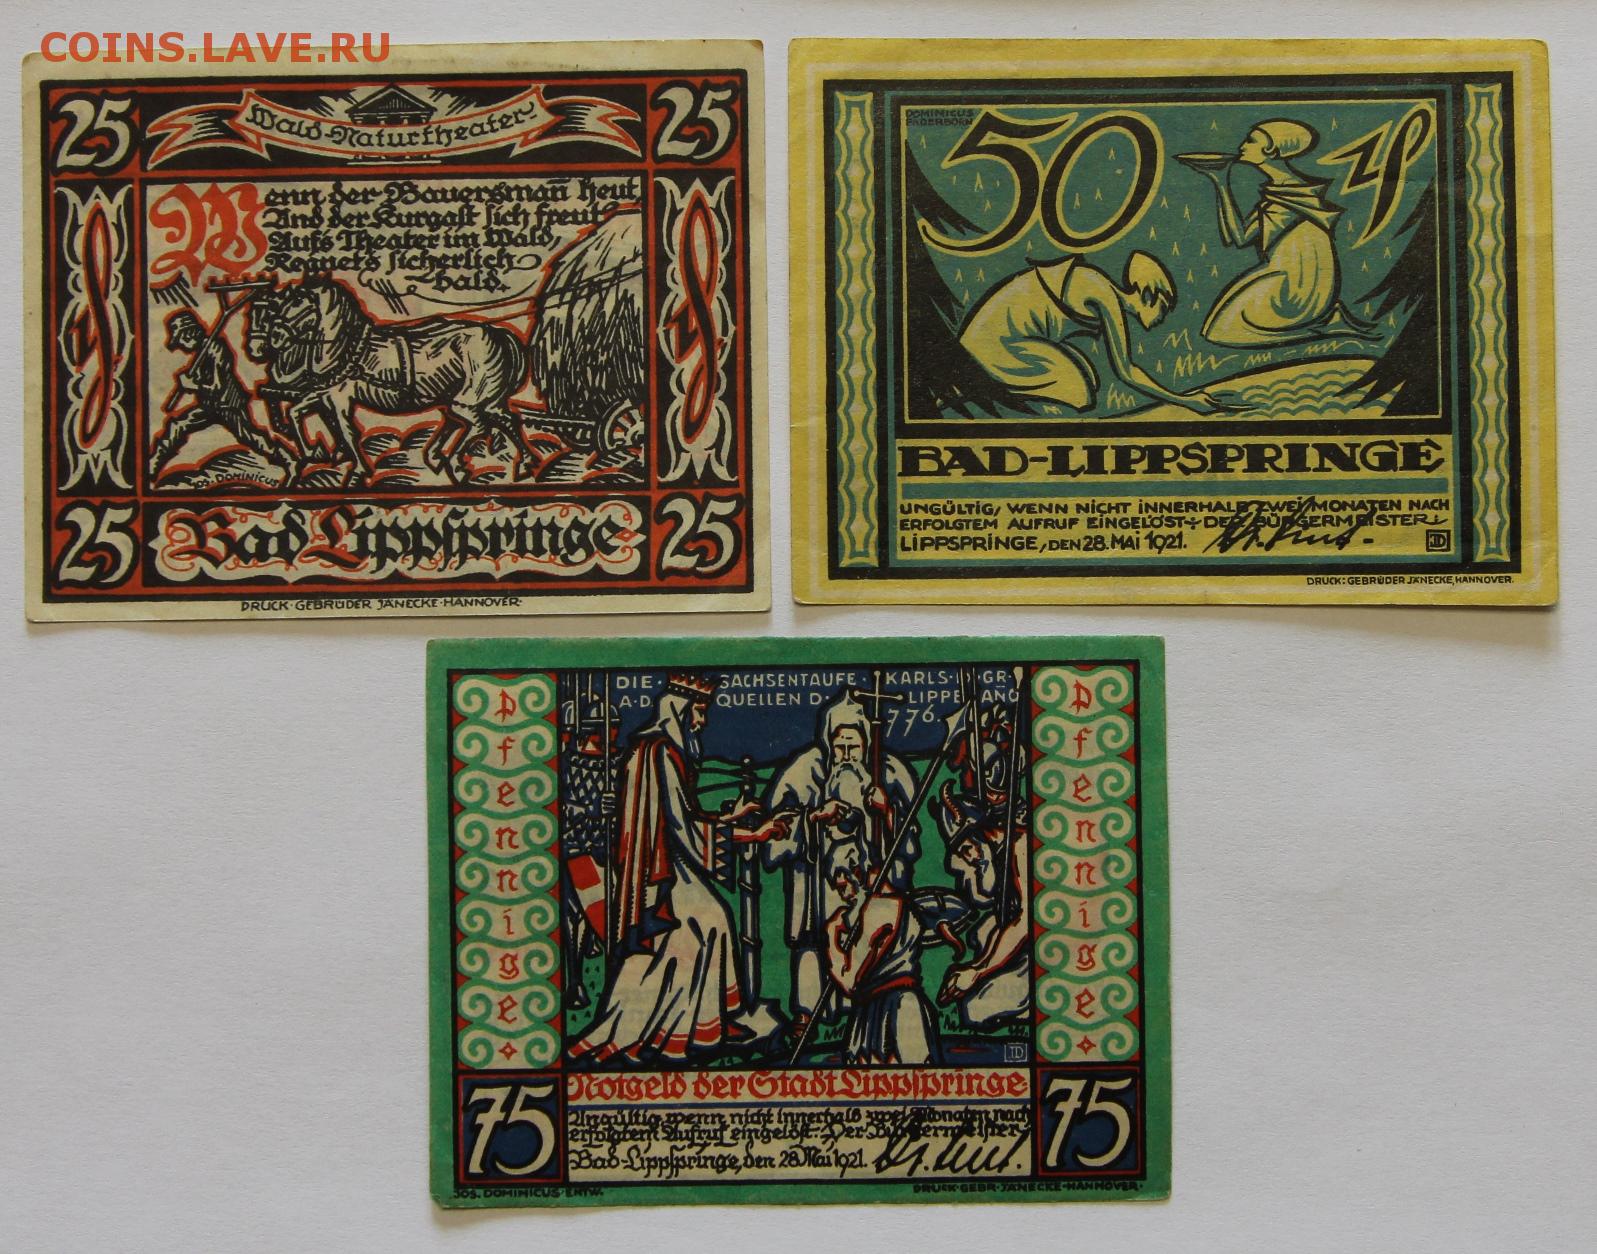 COINS.LAVE.RU
25
Wald-Naturtheater-
25
Wenn der Bauersmann heut
Und der Kurgast sich freut
Aufs Theater im Wald,
Regnet's sicherlich
bald.
JOS. DOMINICUS
25
Bad Lippspringe
25
DRUCK·GEBRÜDER JÄNECKE·HANNOVER·
DOMINICUS
PADERBORN
50
BAD-LIPPSPRINGE
UNGÜLTIG, WENN NICHT INNERHALB ZWEI MONATEN NACH
ERFOLGTEM AUFRUF EINGELÖST · DER BÜRGERMEISTER:
LIPPSPRINGE, DEN 28. MAI 1921.
JD
DRUCK: GEBRÜDER JÄNECKE, HANNOVER.
DIE · SACHSENTAUFE · KARLS · D · GR ·
A · D · QUELLEN D · LIPPE ANO
776.
Pfennige
Pfennige
JD
75
Notgeld der Stadt Lippspringe
75
Ungültig, wenn nicht innerhalb zwei Monaten nach
erfolgtem Aufruf eingelöst: Der Bürgermeister:
Bad-Lippspringe, den 28 Mai 1921.
JOS. DOMINICUS·ENTW.
DRUCK·GEBR·JÄNECKE·HANNOVER·